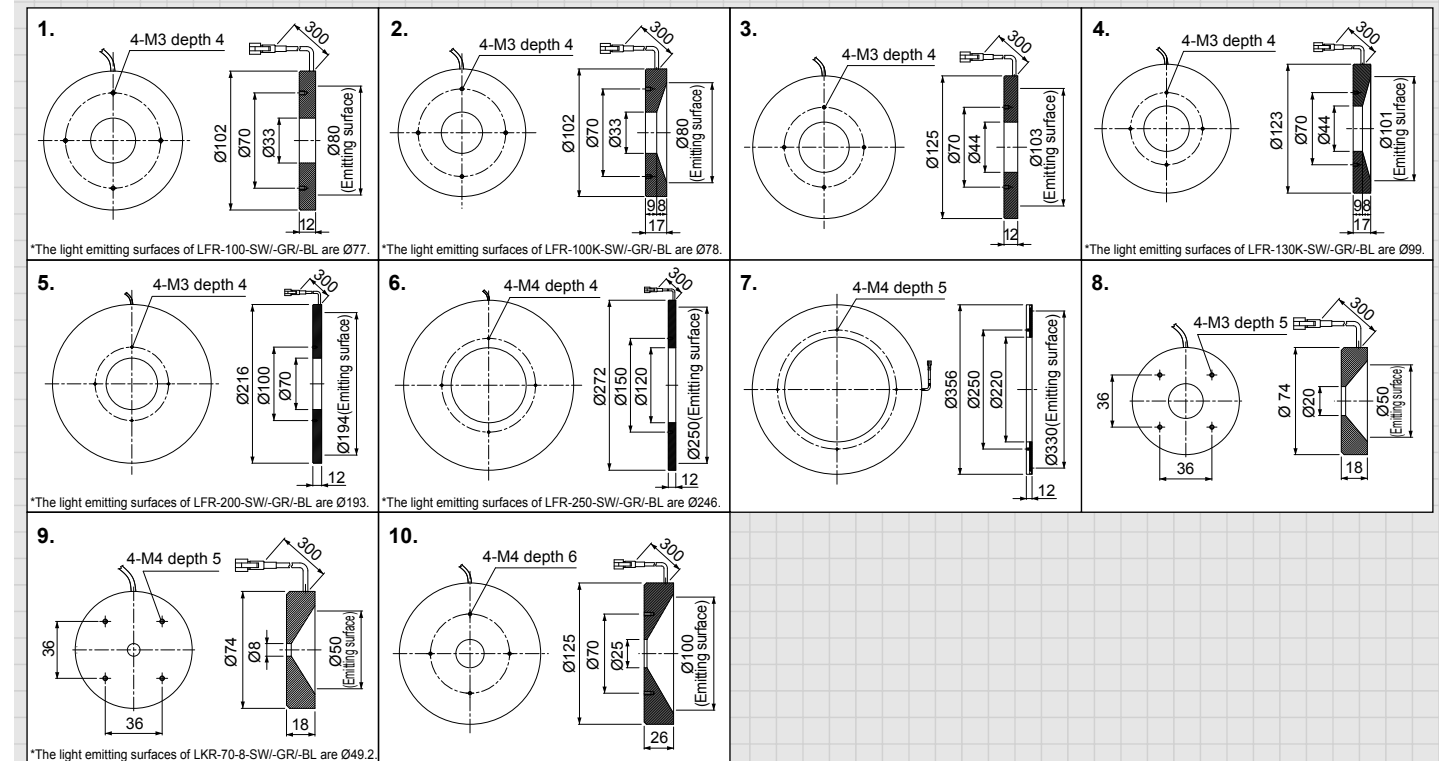 1.
4-M3 depth 4
300
Ø102
Ø70
Ø33
Ø80
(Emitting surface)
12
*The light emitting surfaces of LFR-100-SW/-GR/-BL are Ø77.
2.
4-M3 depth 4
300
Ø102
Ø70
Ø33
Ø80
(Emitting surface)
9 8
17
*The light emitting surfaces of LFR-100K-SW/-GR/-BL are Ø78.
3.
4-M3 depth 4
300
Ø125
Ø70
Ø44
Ø103
(Emitting surface)
12
4.
4-M3 depth 4
300
Ø123
Ø70
Ø44
Ø101
(Emitting surface)
9 8
17
*The light emitting surfaces of LFR-130K-SW/-GR/-BL are Ø99.
5.
4-M3 depth 4
300
Ø216
Ø100
Ø70
Ø194(Emitting surface)
12
*The light emitting surfaces of LFR-200-SW/-GR/-BL are Ø193.
6.
4-M4 depth 4
300
Ø272
Ø150
Ø120
Ø250(Emitting surface)
12
*The light emitting surfaces of LFR-250-SW/-GR/-BL are Ø246.
7.
4-M4 depth 5
Ø356
Ø250
Ø220
Ø330(Emitting surface)
12
8.
4-M3 depth 5
300
36
36
Ø 74
Ø20
Ø50
(Emitting surface)
18
9.
4-M4 depth 5
300
36
36
Ø74
Ø8
Ø50
(Emitting surface)
18
*The light emitting surfaces of LKR-70-8-SW/-GR/-BL are Ø49.2.
10.
4-M4 depth 6
300
Ø125
Ø70
Ø25
Ø100
(Emitting surface)
26